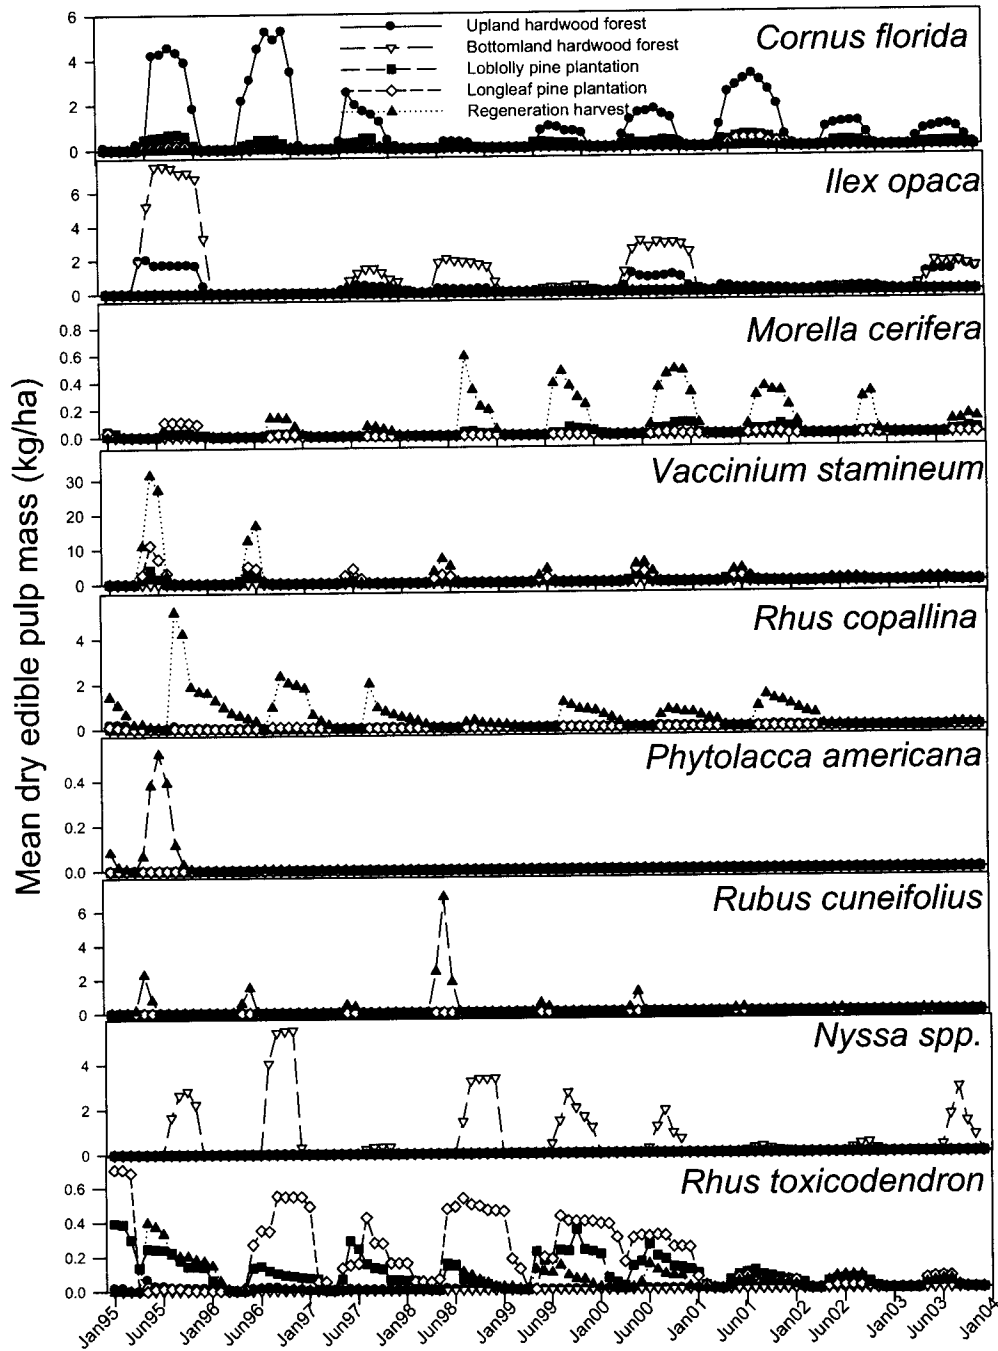 Mean dry edible pulp mass (kg/ha)
Upland hardwood forest
Bottomland hardwood forest
Loblolly pine plantation
Longleaf pine plantation
Regeneration harvest
Cornus florida
6
4
2
0
Ilex opaca
6
4
2
0
Morella cerifera
0.8
0.6
0.4
0.2
0.0
Vaccinium stamineum
30
20
10
0
Rhus copallina
4
2
0
Phytolacca americana
0.4
0.2
0.0
Rubus cuneifolius
6
4
2
0
Nyssa spp.
4
2
0
Rhus toxicodendron
0.6
0.4
0.2
0.0
Jan95 Jun95 Jan96 Jun96 Jan97 Jun97 Jan98 Jun98 Jan99 Jun99 Jan00 Jun00 Jan01 Jun01 Jan02 Jun02 Jan03 Jun03 Jan04